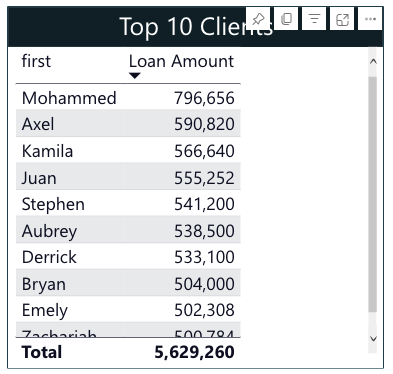 Top 10 Clients
first Loan Amount
Mohammed 796,656
Axel 590,820
Kamila 566,640
Juan 555,252
Stephen 541,200
Aubrey 538,500
Derrick 533,100
Bryan 504,000
Emely 502,308
Zachariah 500,784
Total 5,629,260